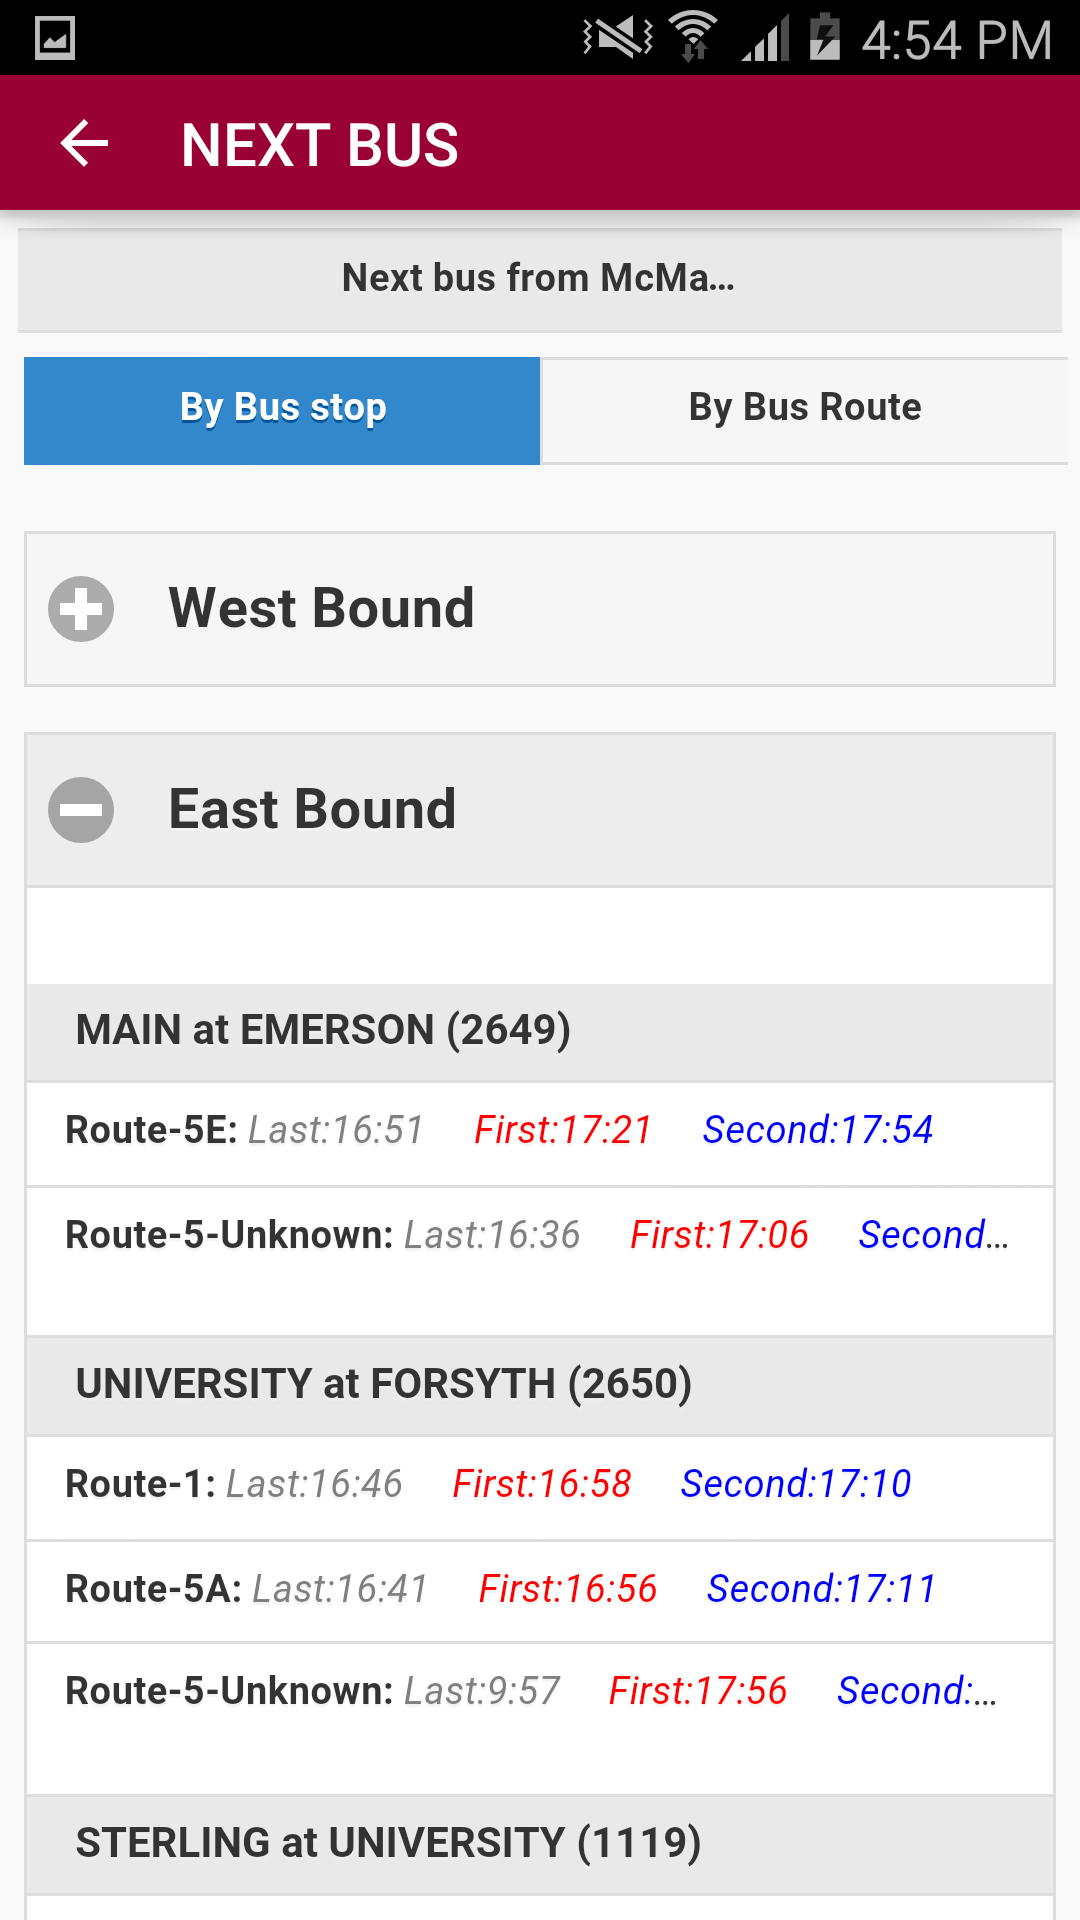 4:54 PM
NEXT BUS
Next bus from McMa...
By Bus stop By Bus Route
West Bound
East Bound
MAIN at EMERSON (2649)
Route-5E: Last:16:51 First:17:21 Second:17:54
Route-5-Unknown: Last:16:36 First:17:06 Second...
UNIVERSITY at FORSYTH (2650)
Route-1: Last:16:46 First:16:58 Second:17:10
Route-5A: Last:16:41 First:16:56 Second:17:11
Route-5-Unknown: Last:9:57 First:17:56 Second:...
STERLING at UNIVERSITY (1119)